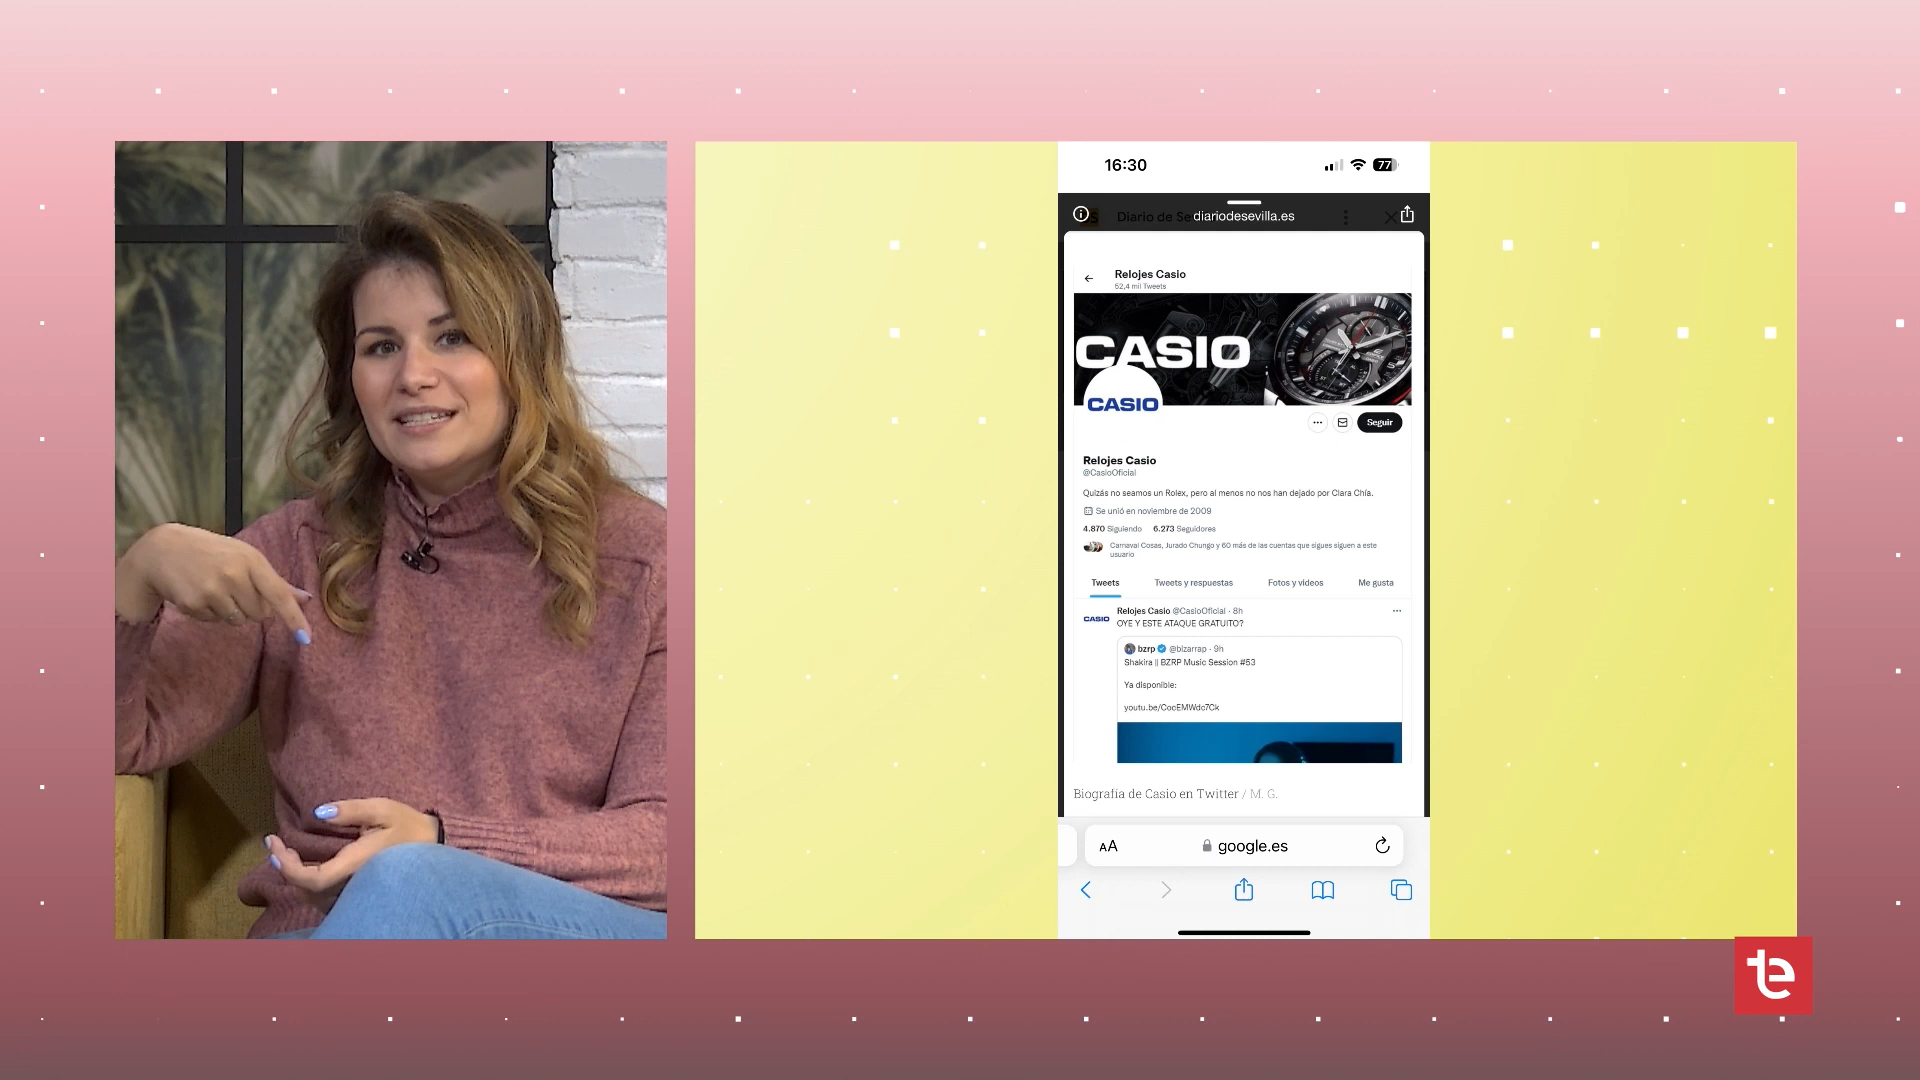 16:30
77
Diario de Se
diariodesevilla.es
Relojes Casio
52,4 mil Tweets
CASIO
CASIO
Seguir
Relojes Casio
@CasioOficial
Quizás no seamos un Rolex, pero al menos no nos han dejado por Clara Chía.
Se unió en noviembre de 2009
4.870 Siguiendo 6.273 Seguidores
Carnaval Cosas, Jurado Chungo y 60 más de las cuentas que sigues siguen a este
usuario
Tweets Tweets y respuestas Fotos y vídeos Me gusta
CASIO
Relojes Casio @CasioOficial · 8h
OYE Y ESTE ATAQUE GRATUITO?
bzrp @bizarrap · 9h
Shakira || BZRP Music Session #53
Ya disponible:
youtu.be/CocEMWdc7Ck
Biografía de Casio en Twitter / M. G.
AA google.es
te